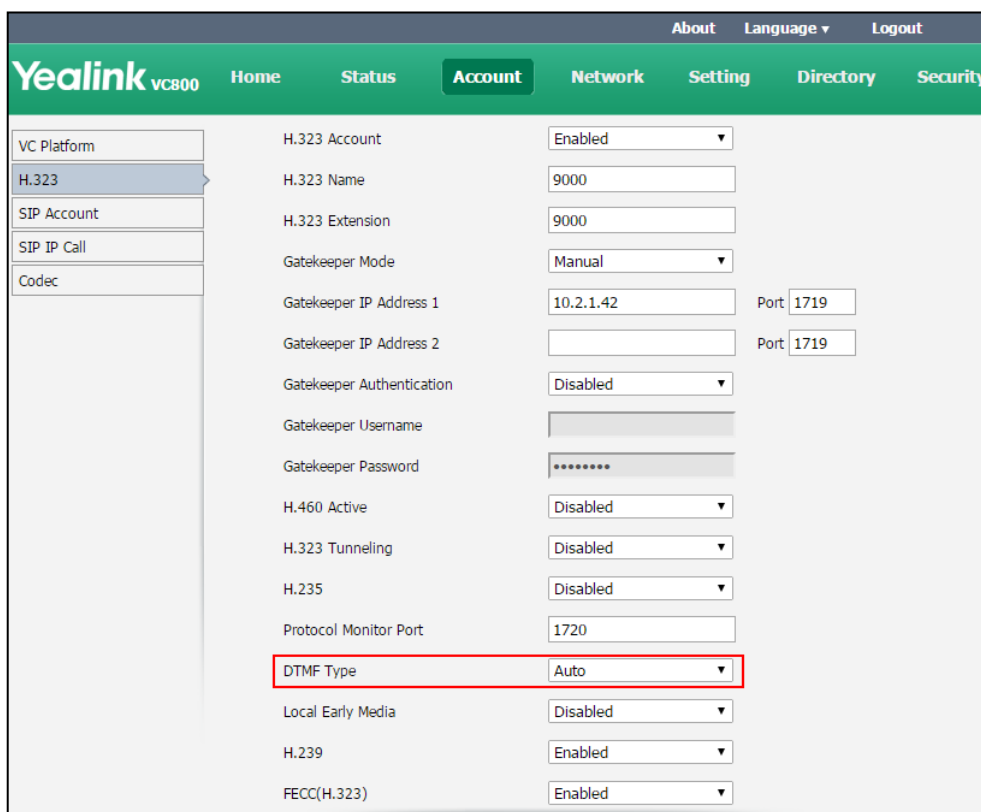 About Language ▾ Logout
Yealink VC800 Home Status Account Network Setting Directory Security
VC Platform
H.323
SIP Account
SIP IP Call
Codec
H.323 Account Enabled
H.323 Name 9000
H.323 Extension 9000
Gatekeeper Mode Manual
Gatekeeper IP Address 1 10.2.1.42 Port 1719
Gatekeeper IP Address 2 Port 1719
Gatekeeper Authentication Disabled
Gatekeeper Username
Gatekeeper Password ••••••••
H.460 Active Disabled
H.323 Tunneling Disabled
H.235 Disabled
Protocol Monitor Port 1720
DTMF Type Auto
Local Early Media Disabled
H.239 Enabled
FECC(H.323) Enabled